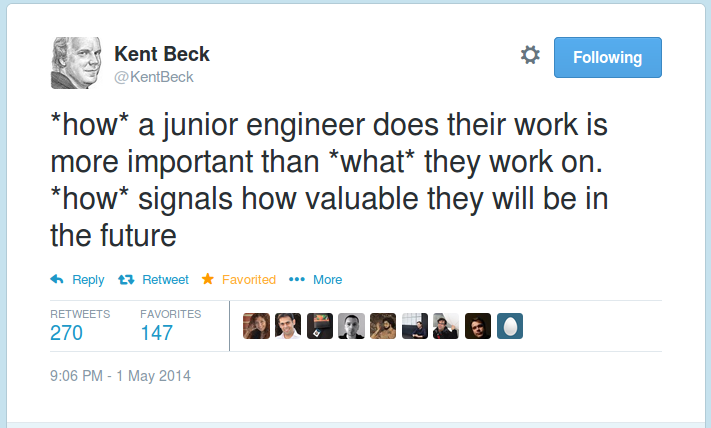 Kent Beck
@KentBeck
Following
*how* a junior engineer does their work is
more important than *what* they work on.
*how* signals how valuable they will be in
the future
Reply Retweet Favorited More
RETWEETS FAVORITES
270 147
9:06 PM - 1 May 2014